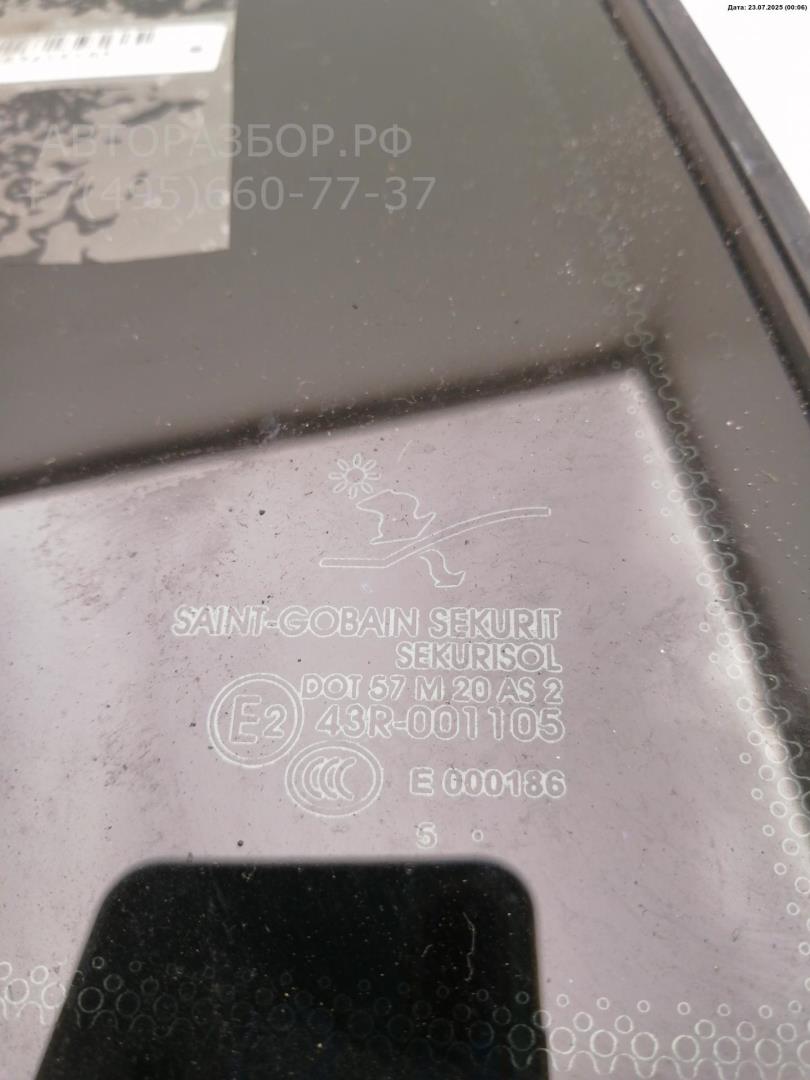 Дата: 23.07.2025 (00:06)
АВТОРАЗБОР.РФ
+7(495)660-77-37
SAINT-GOBAIN SEKURIT
SEKURISOL
DOT 57 M 20 AS 2
E2 43R-001105
CCC E 000186
5